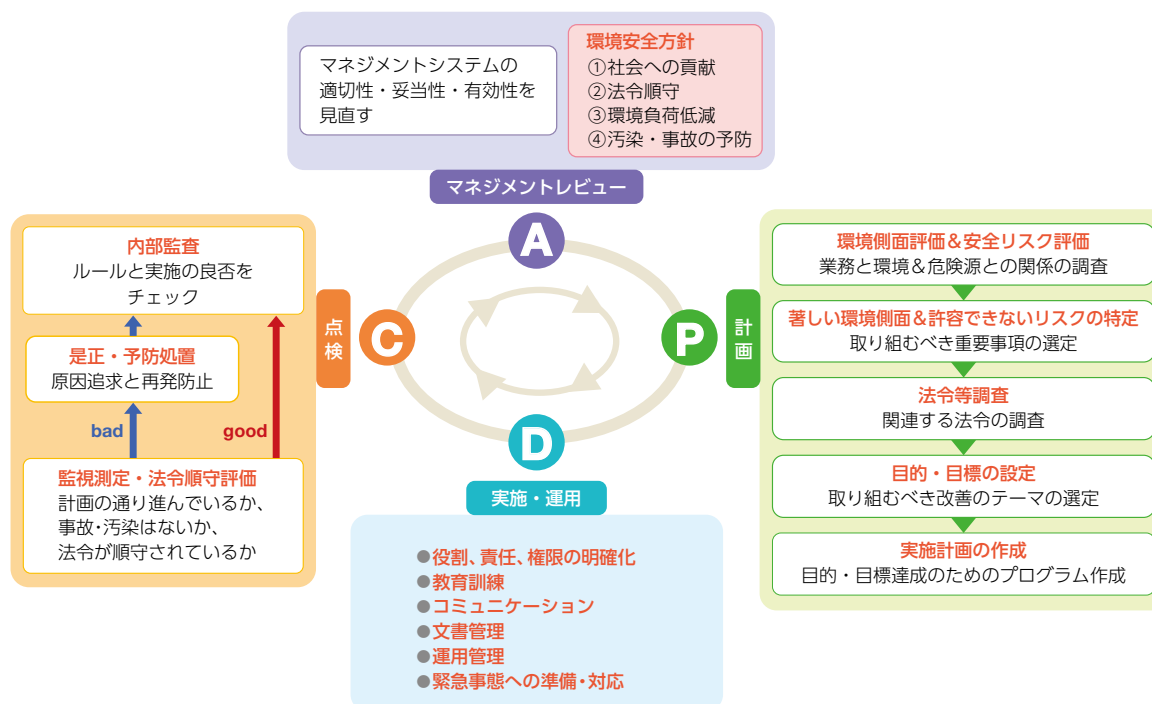 マネジメントシステムの
適切性・妥当性・有効性を
見直す
環境安全方針
①社会への貢献
②法令順守
③環境負荷低減
④汚染・事故の予防
マネジメントレビュー
A
P
計画
環境側面評価＆安全リスク評価
業務と環境＆危険源との関係の調査
著しい環境側面＆許容できないリスクの特定
取り組むべき重要事項の選定
法令等調査
関連する法令の調査
目的・目標の設定
取り組むべき改善のテーマの選定
実施計画の作成
目的・目標達成のためのプログラム作成
D
実施・運用
●役割、責任、権限の明確化
●教育訓練
●コミュニケーション
●文書管理
●運用管理
●緊急事態への準備・対応
C
点検
内部監査
ルールと実施の良否を
チェック
是正・予防処置
原因追求と再発防止
bad
good
監視測定・法令順守評価
計画の通り進んでいるか、
事故・汚染はないか、
法令が順守されているか